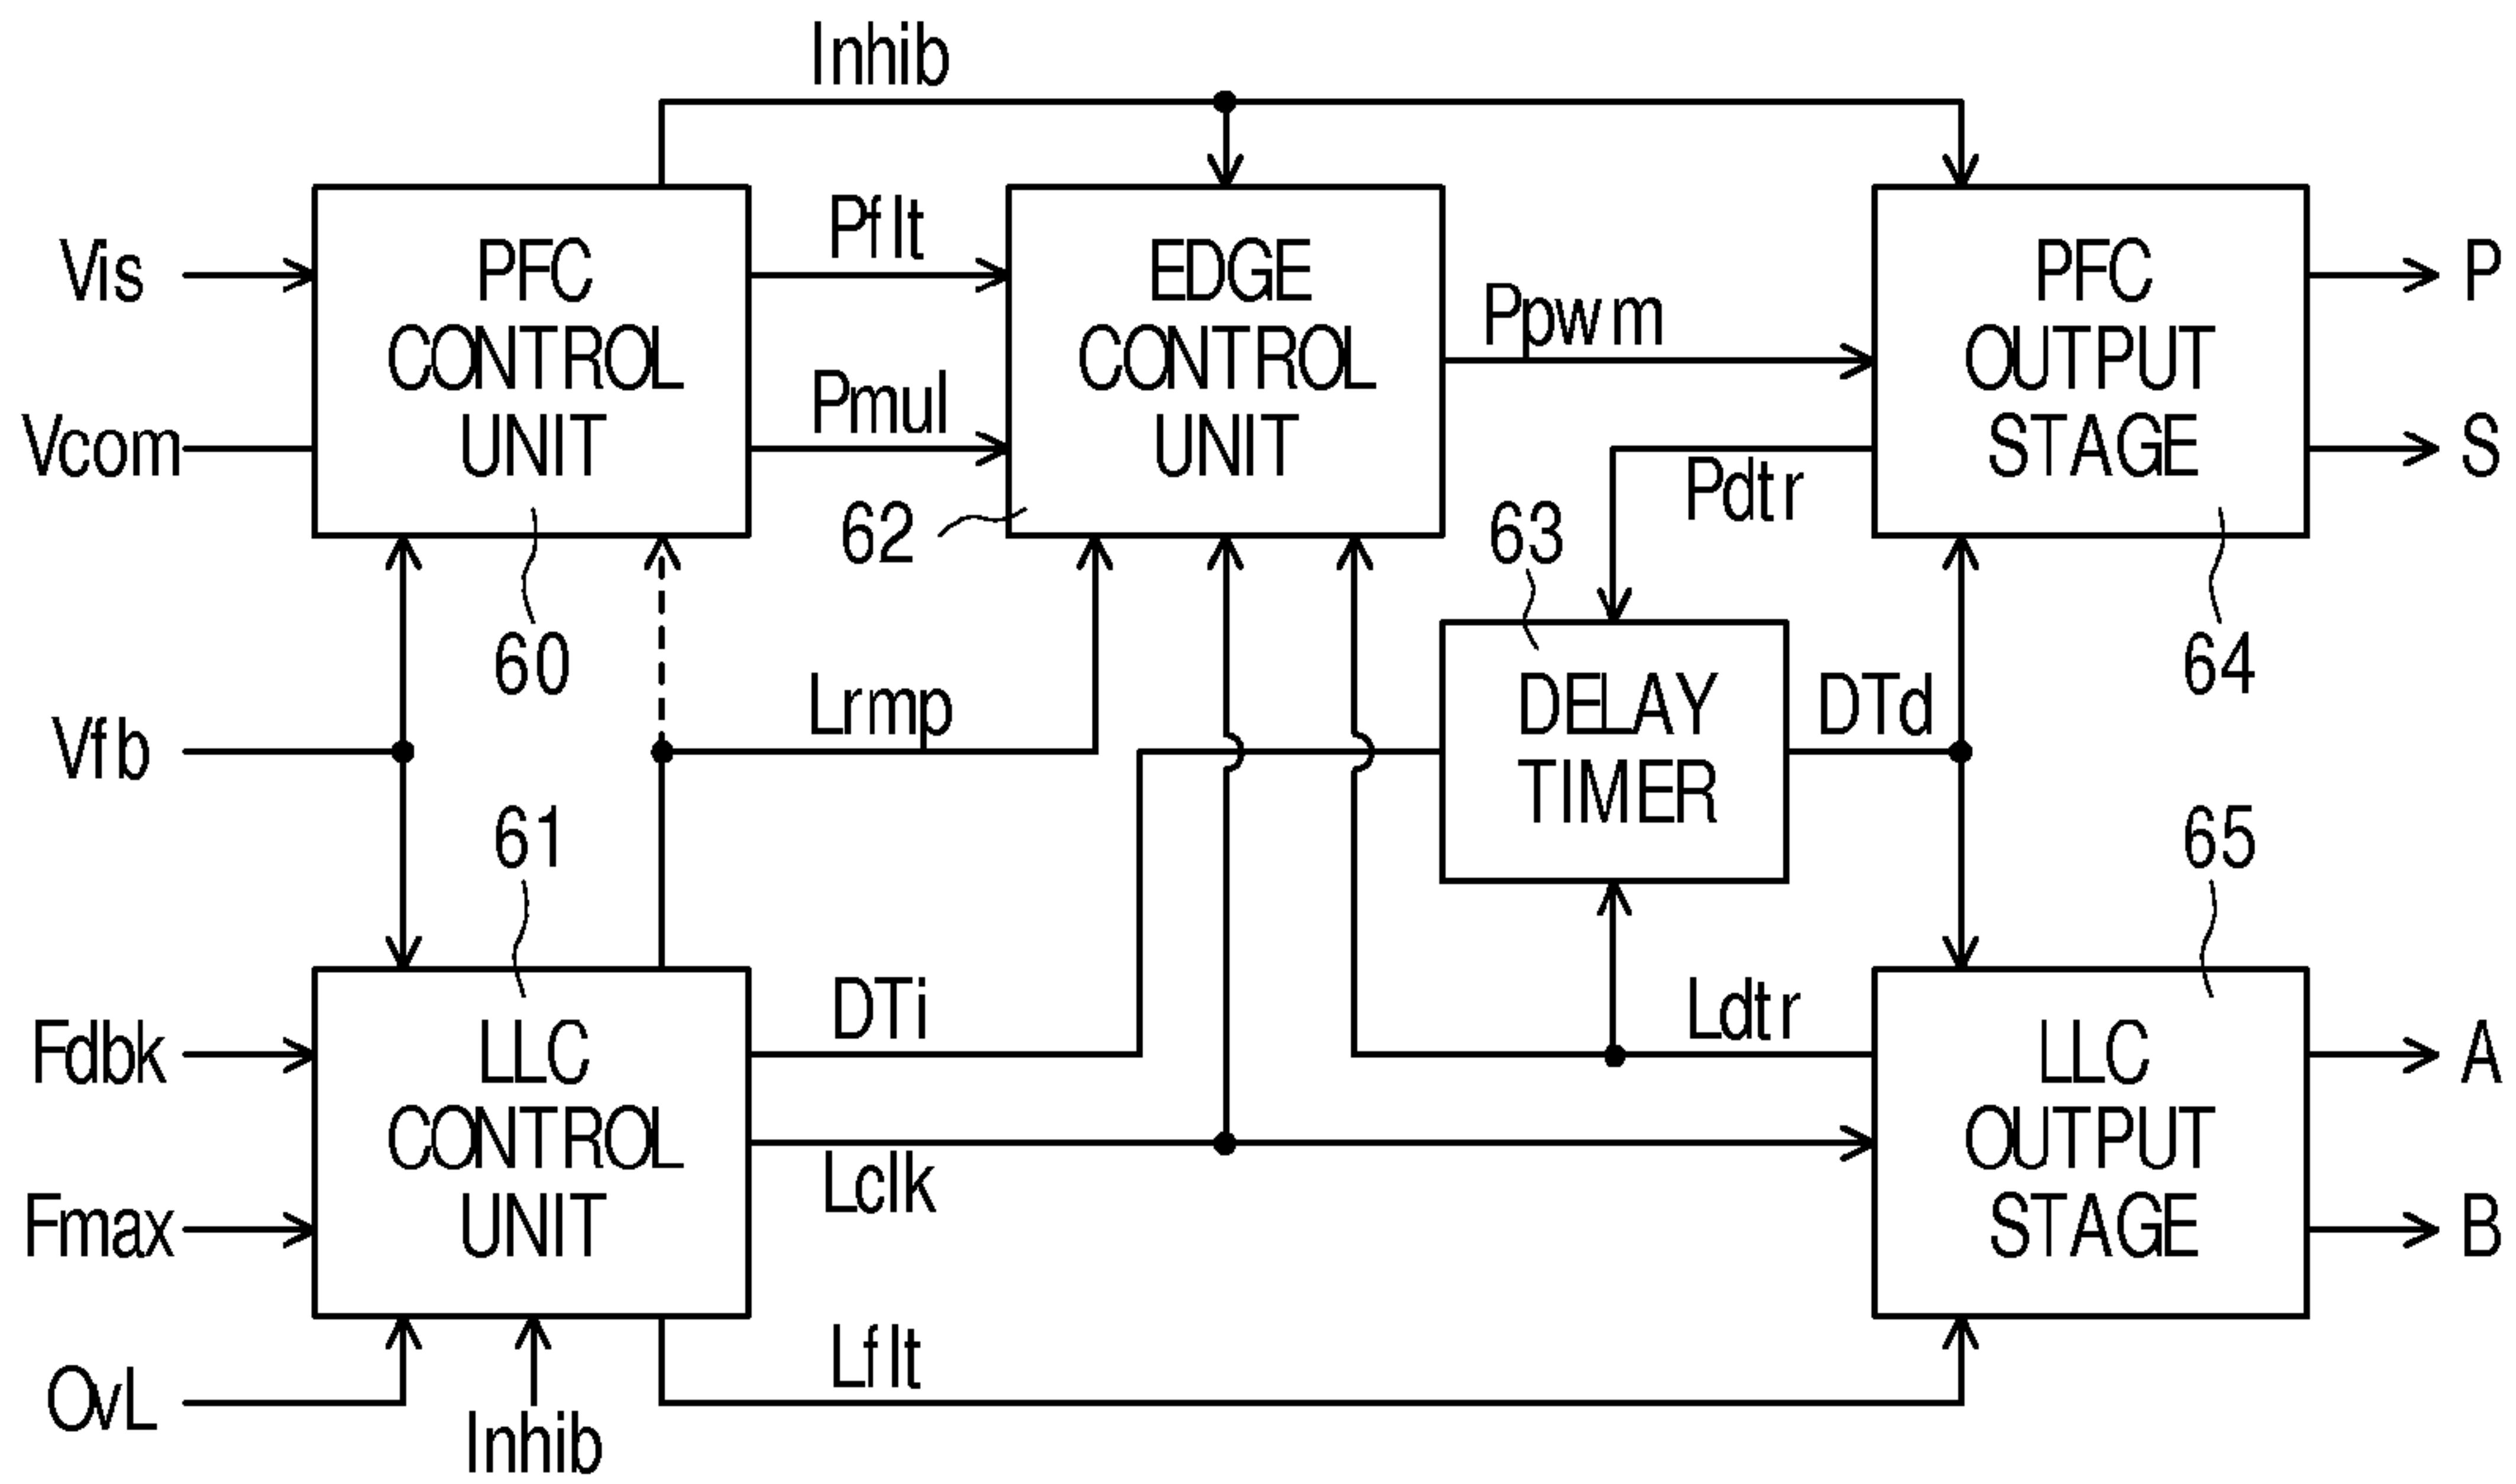 Inhib
Vis
PFC
CONTROL
UNIT
Vcom
60
Pflt
Pmul
EDGE
CONTROL
UNIT
62
Ppwm
PFC
OUTPUT
STAGE
64
P
S
Pdtr
63
DELAY
TIMER
DTd
Vfb
Lrmp
61
65
Fdbk
Fmax
LLC
CONTROL
UNIT
DTi
Lclk
Ldtr
LLC
OUTPUT
STAGE
A
B
OvL
Inhib
Lflt